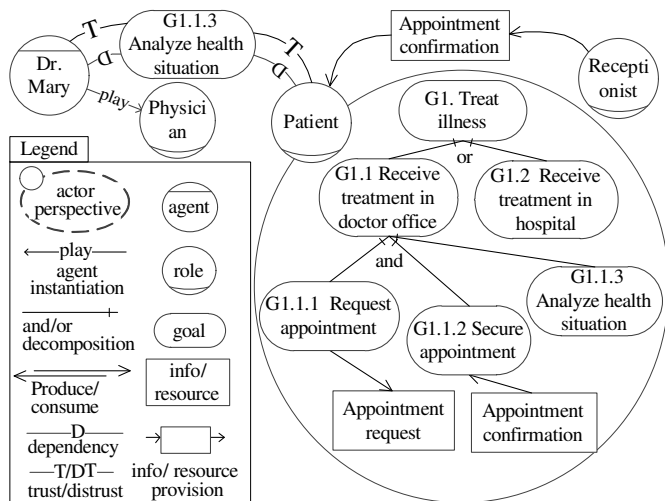 T
G1.1.3
Analyze health
situation
D
T
D
Dr.
Mary
play
Physici
an
Patient
Appointment
confirmation
Recepti
onist
G1. Treat
illness
or
G1.1 Receive
treatment in
doctor office
G1.2 Receive
treatment in
hospital
and
G1.1.1 Request
appointment
G1.1.2 Secure
appointment
G1.1.3
Analyze health
situation
Appointment
request
Appointment
confirmation
Legend
actor
perspective
agent
play
agent
instantiation
role
and/or
decomposition
goal
Produce/
consume
info/
resource
D
dependency
T/DT
trust/distrust
info/ resource
provision